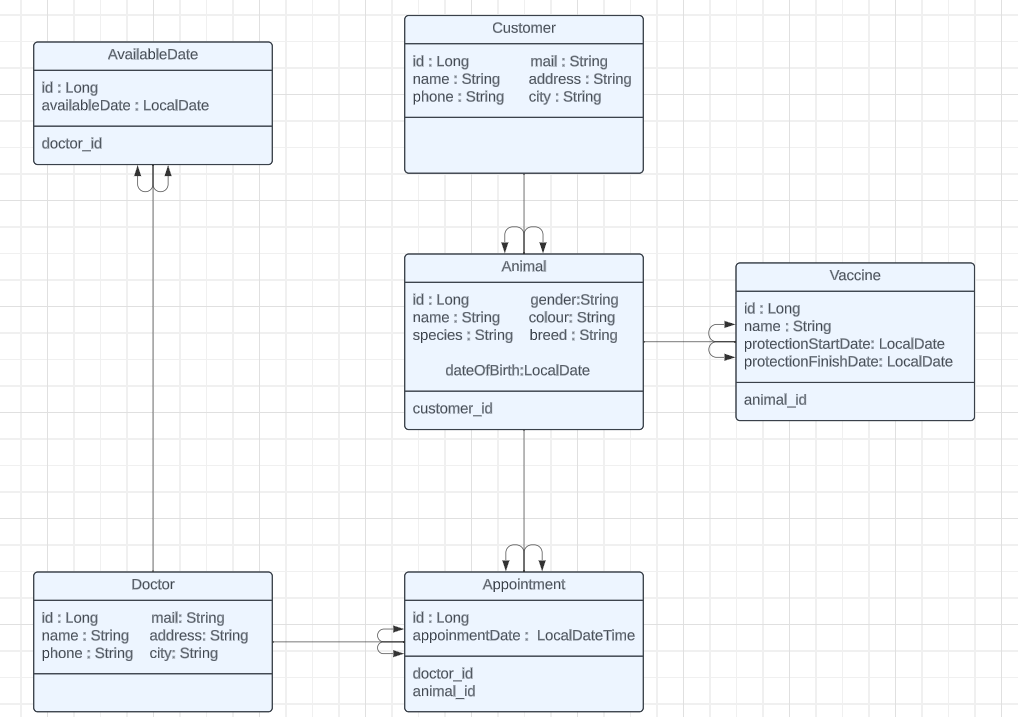 AvailableDate
id : Long
availableDate : LocalDate
doctor_id
Customer
id : Long mail : String
name : String address : String
phone : String city : String
Animal
id : Long gender:String
name : String colour: String
species : String breed : String
dateOfBirth:LocalDate
customer_id
Vaccine
id : Long
name : String
protectionStartDate: LocalDate
protectionFinishDate: LocalDate
animal_id
Doctor
id : Long mail: String
name : String address: String
phone : String city: String
Appointment
id : Long
appoinmentDate : LocalDateTime
doctor_id
animal_id